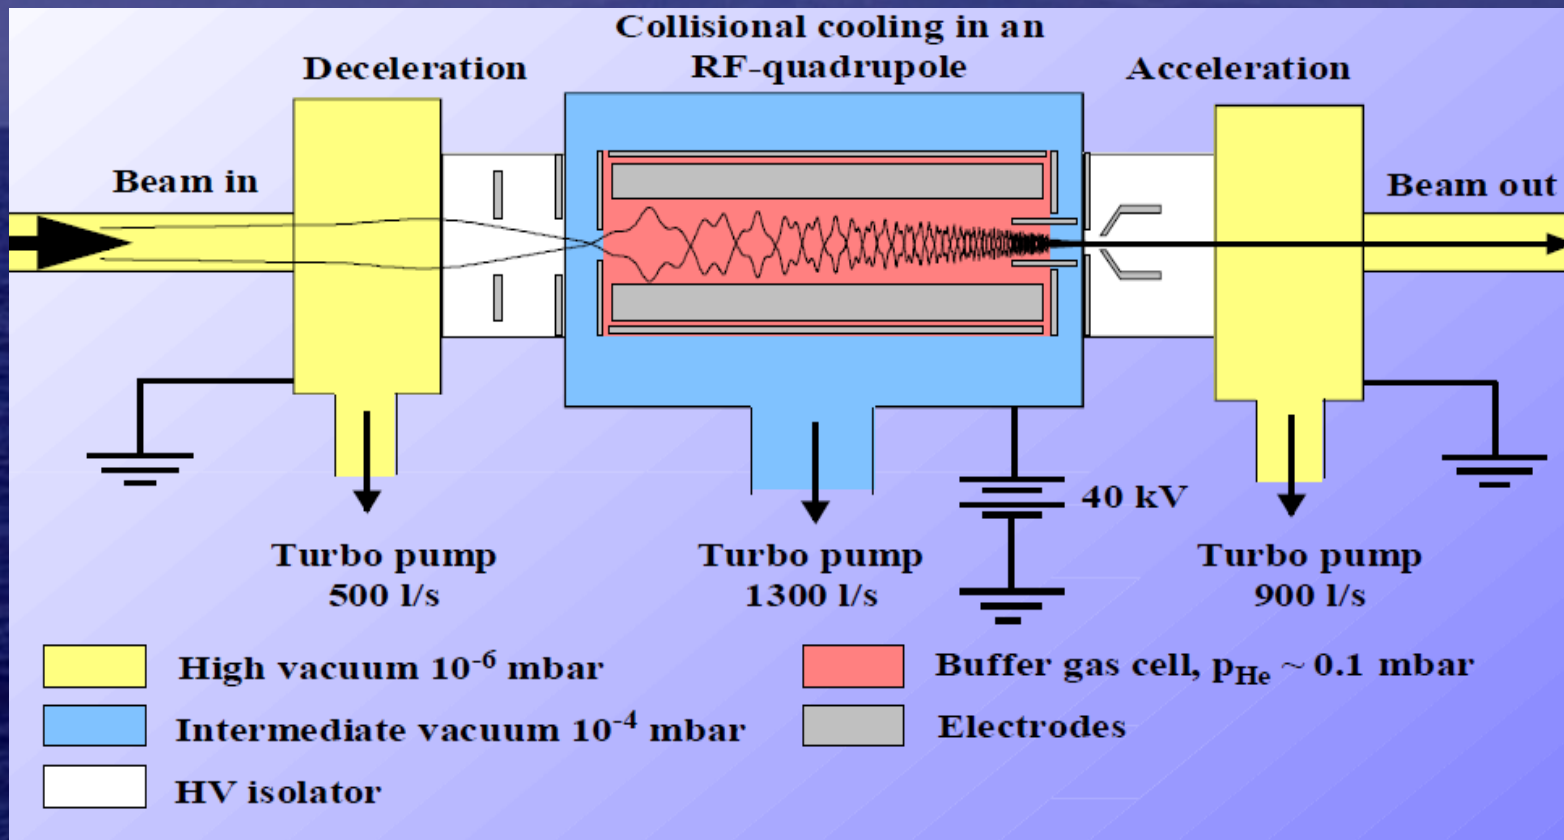 Collisional cooling in an
RF-quadrupole
Deceleration
Acceleration
Beam in
Beam out
40 kV
Turbo pump
500 l/s
Turbo pump
1300 l/s
Turbo pump
900 l/s
High vacuum 10⁻⁶ mbar
Buffer gas cell, pHe ~ 0.1 mbar
Intermediate vacuum 10⁻⁴ mbar
Electrodes
HV isolator